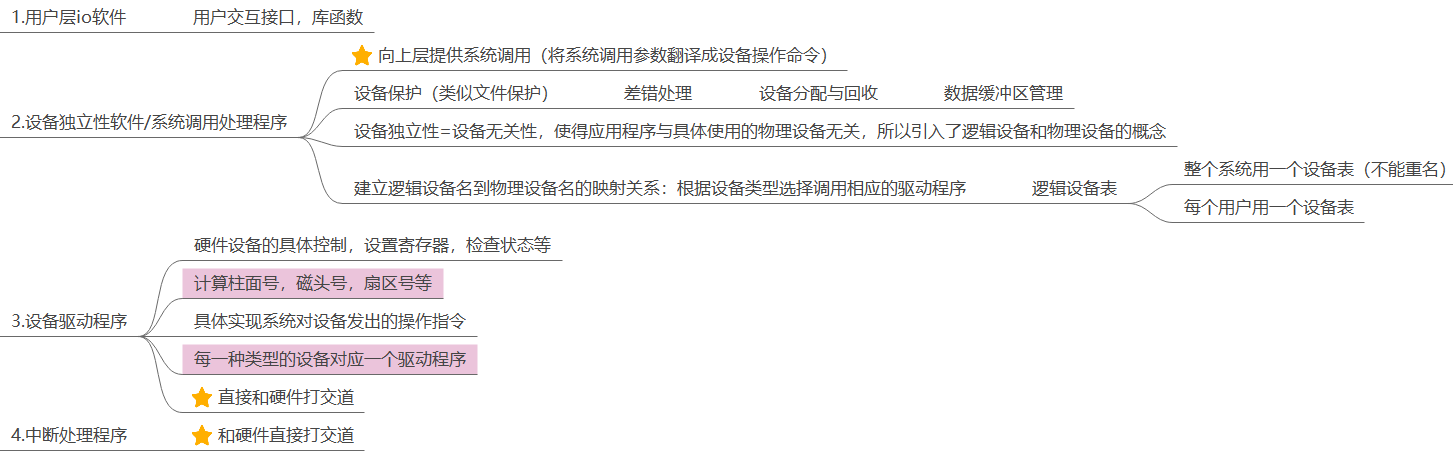 1.用户层io软件 用户交互接口，库函数
向上层提供系统调用（将系统调用参数翻译成设备操作命令）
设备保护（类似文件保护） 差错处理 设备分配与回收 数据缓冲区管理
2.设备独立性软件/系统调用处理程序
设备独立性=设备无关性，使得应用程序与具体使用的物理设备无关，所以引入了逻辑设备和物理设备的概念
建立逻辑设备名到物理设备名的映射关系：根据设备类型选择调用相应的驱动程序 逻辑设备表
整个系统用一个设备表（不能重名）
每个用户用一个设备表
硬件设备的具体控制，设置寄存器，检查状态等
计算柱面号，磁头号，扇区号等
3.设备驱动程序 具体实现系统对设备发出的操作指令
每一种类型的设备对应一个驱动程序
直接和硬件打交道
4.中断处理程序 和硬件直接打交道